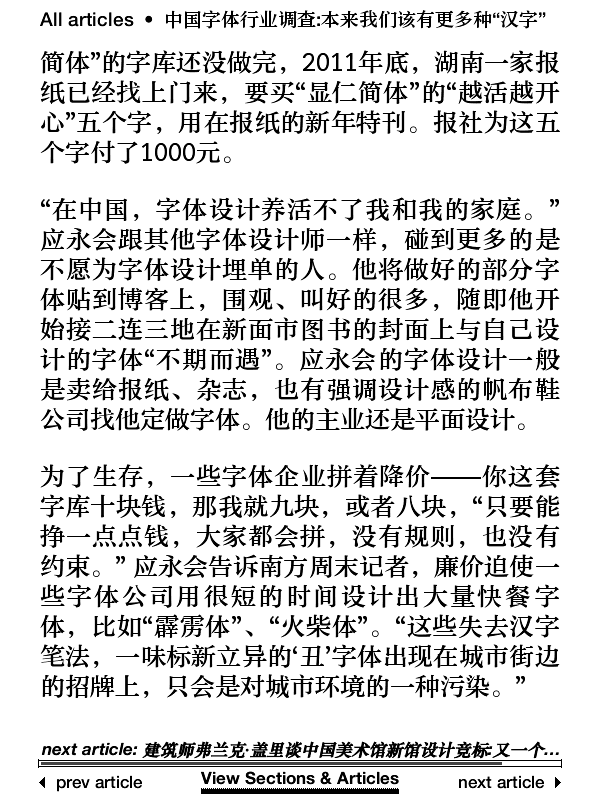 All articles • 中国字体行业调查:本来我们该有更多种“汉字”
简体”的字库还没做完，2011年底，湖南一家报
纸已经找上门来，要买“显仁简体”的“越活越开
心”五个字，用在报纸的新年特刊。报社为这五
个字付了1000元。
“在中国，字体设计养活不了我和我的家庭。”
应永会跟其他字体设计师一样，碰到更多的是
不愿为字体设计埋单的人。他将做好的部分字
体贴到博客上，围观、叫好的很多，随即他开
始接二连三地在新面市图书的封面上与自己设
计的字体“不期而遇”。应永会的字体设计一般
是卖给报纸、杂志，也有强调设计感的帆布鞋
公司找他定做字体。他的主业还是平面设计。
为了生存，一些字体企业拼着降价——你这套
字库十块钱，那我就九块，或者八块，“只要能
挣一点点钱，大家都会拼，没有规则，也没有
约束。” 应永会告诉南方周末记者，廉价迫使一
些字体公司用很短的时间设计出大量快餐字
体，比如“霹雳体”、“火柴体”。“这些失去汉字
笔法，一味标新立异的‘丑’字体出现在城市街边
的招牌上，只会是对城市环境的一种污染。”
next article: 建筑师弗兰克·盖里谈中国美术馆新馆设计竞标:又一个...
prev article View Sections & Articles next article